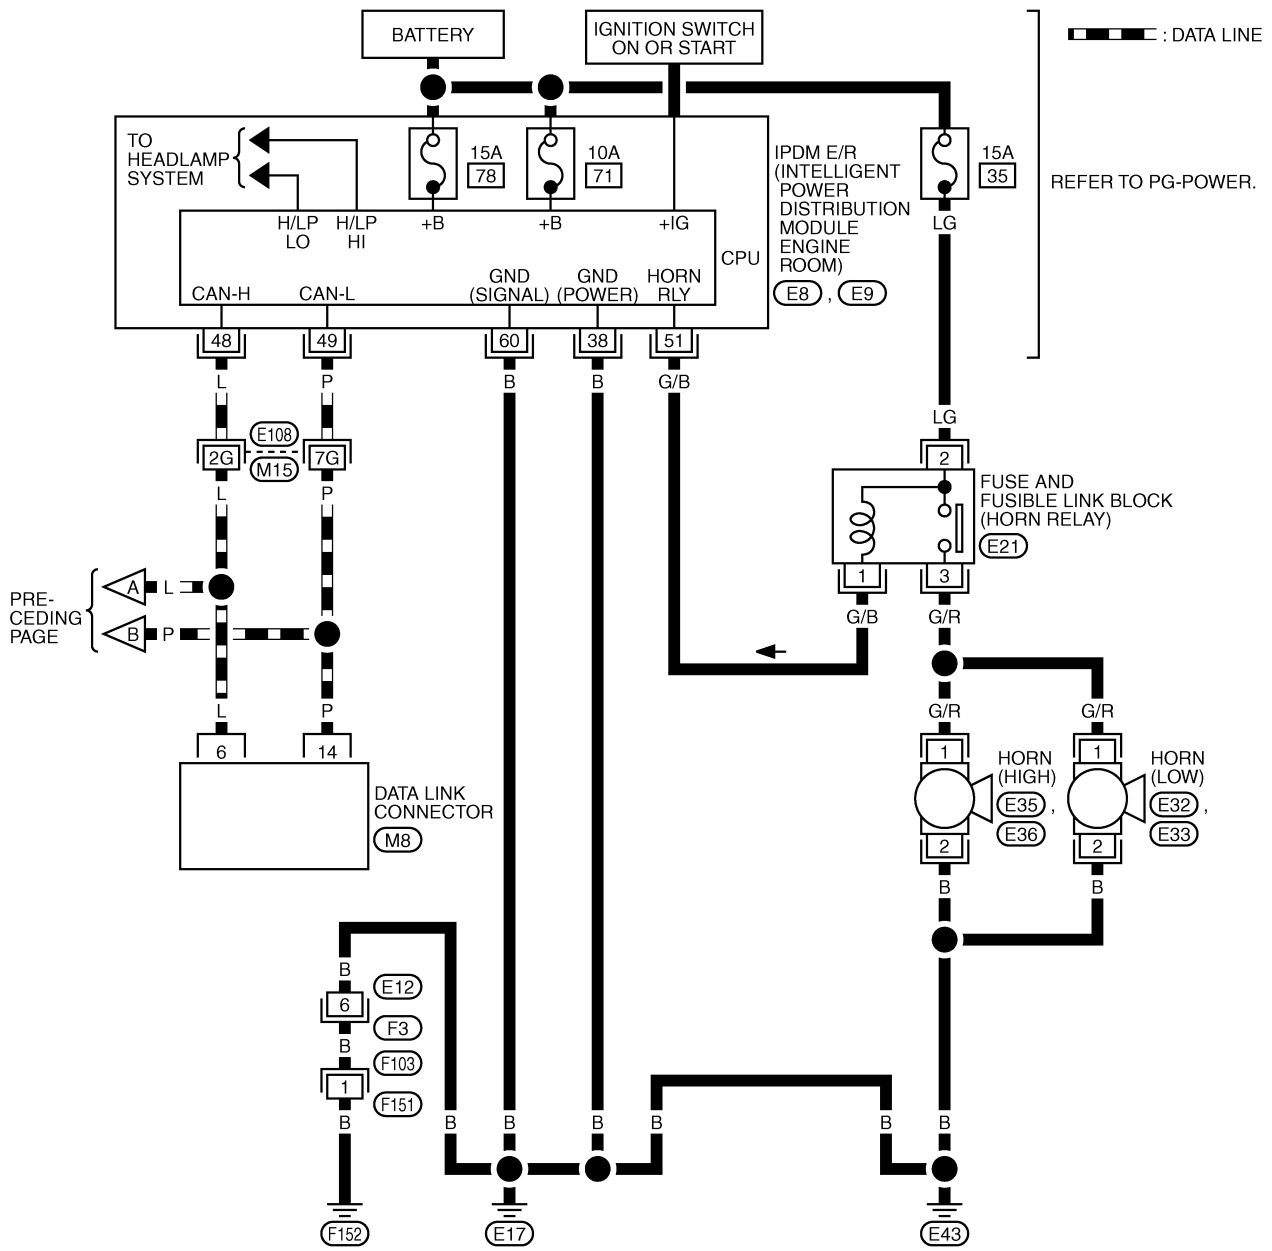 BATTERY
IGNITION SWITCH
ON OR START
: DATA LINE
TO
HEADLAMP
SYSTEM
15A
78
10A
71
15A
35
IPDM E/R
(INTELLIGENT
POWER
DISTRIBUTION
MODULE
ENGINE
ROOM)
E8 , E9
REFER TO PG-POWER.
H/LP
LO
H/LP
HI
+B
+B
+IG
CPU
LG
CAN-H
CAN-L
GND
(SIGNAL)
GND
(POWER)
HORN
RLY
48
49
60
38
51
L
P
B
B
G/B
LG
E108
2G
7G
M15
2
L
P
FUSE AND
FUSIBLE LINK BLOCK
(HORN RELAY)
E21
1
3
PRE-
CEDING
PAGE
A
L
B
P
G/B
G/R
L
P
G/R
G/R
6
14
1
1
DATA LINK
CONNECTOR
M8
HORN
(HIGH)
E35 ,
E36
HORN
(LOW)
E32 ,
E33
2
2
B
B
B
E12
6
F3
B
F103
1
F151
B
B
B
B
B
B
B
F152
E17
E43